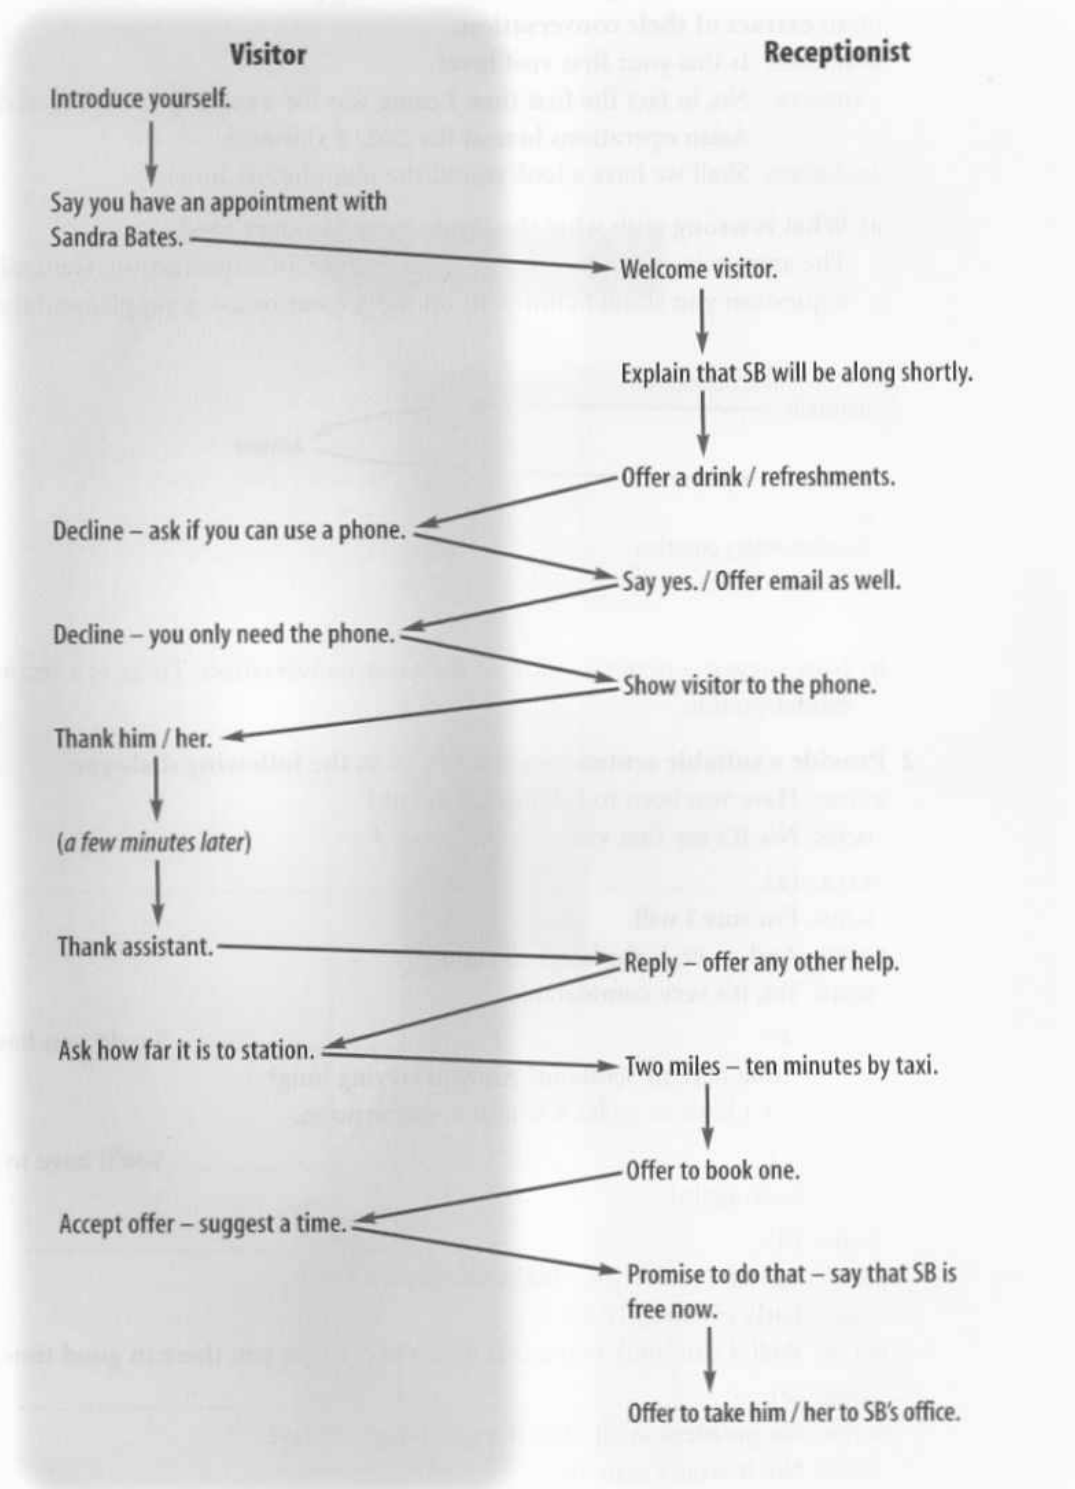 Visitor
Receptionist
Introduce yourself.
Say you have an appointment with
Sandra Bates.
Welcome visitor.
Explain that SB will be along shortly.
Offer a drink / refreshments.
Decline – ask if you can use a phone.
Say yes. / Offer email as well.
Decline – you only need the phone.
Show visitor to the phone.
Thank him / her.
(a few minutes later)
Thank assistant.
Reply – offer any other help.
Ask how far it is to station.
Two miles – ten minutes by taxi.
Offer to book one.
Accept offer – suggest a time.
Promise to do that – say that SB is
free now.
Offer to take him / her to SB's office.